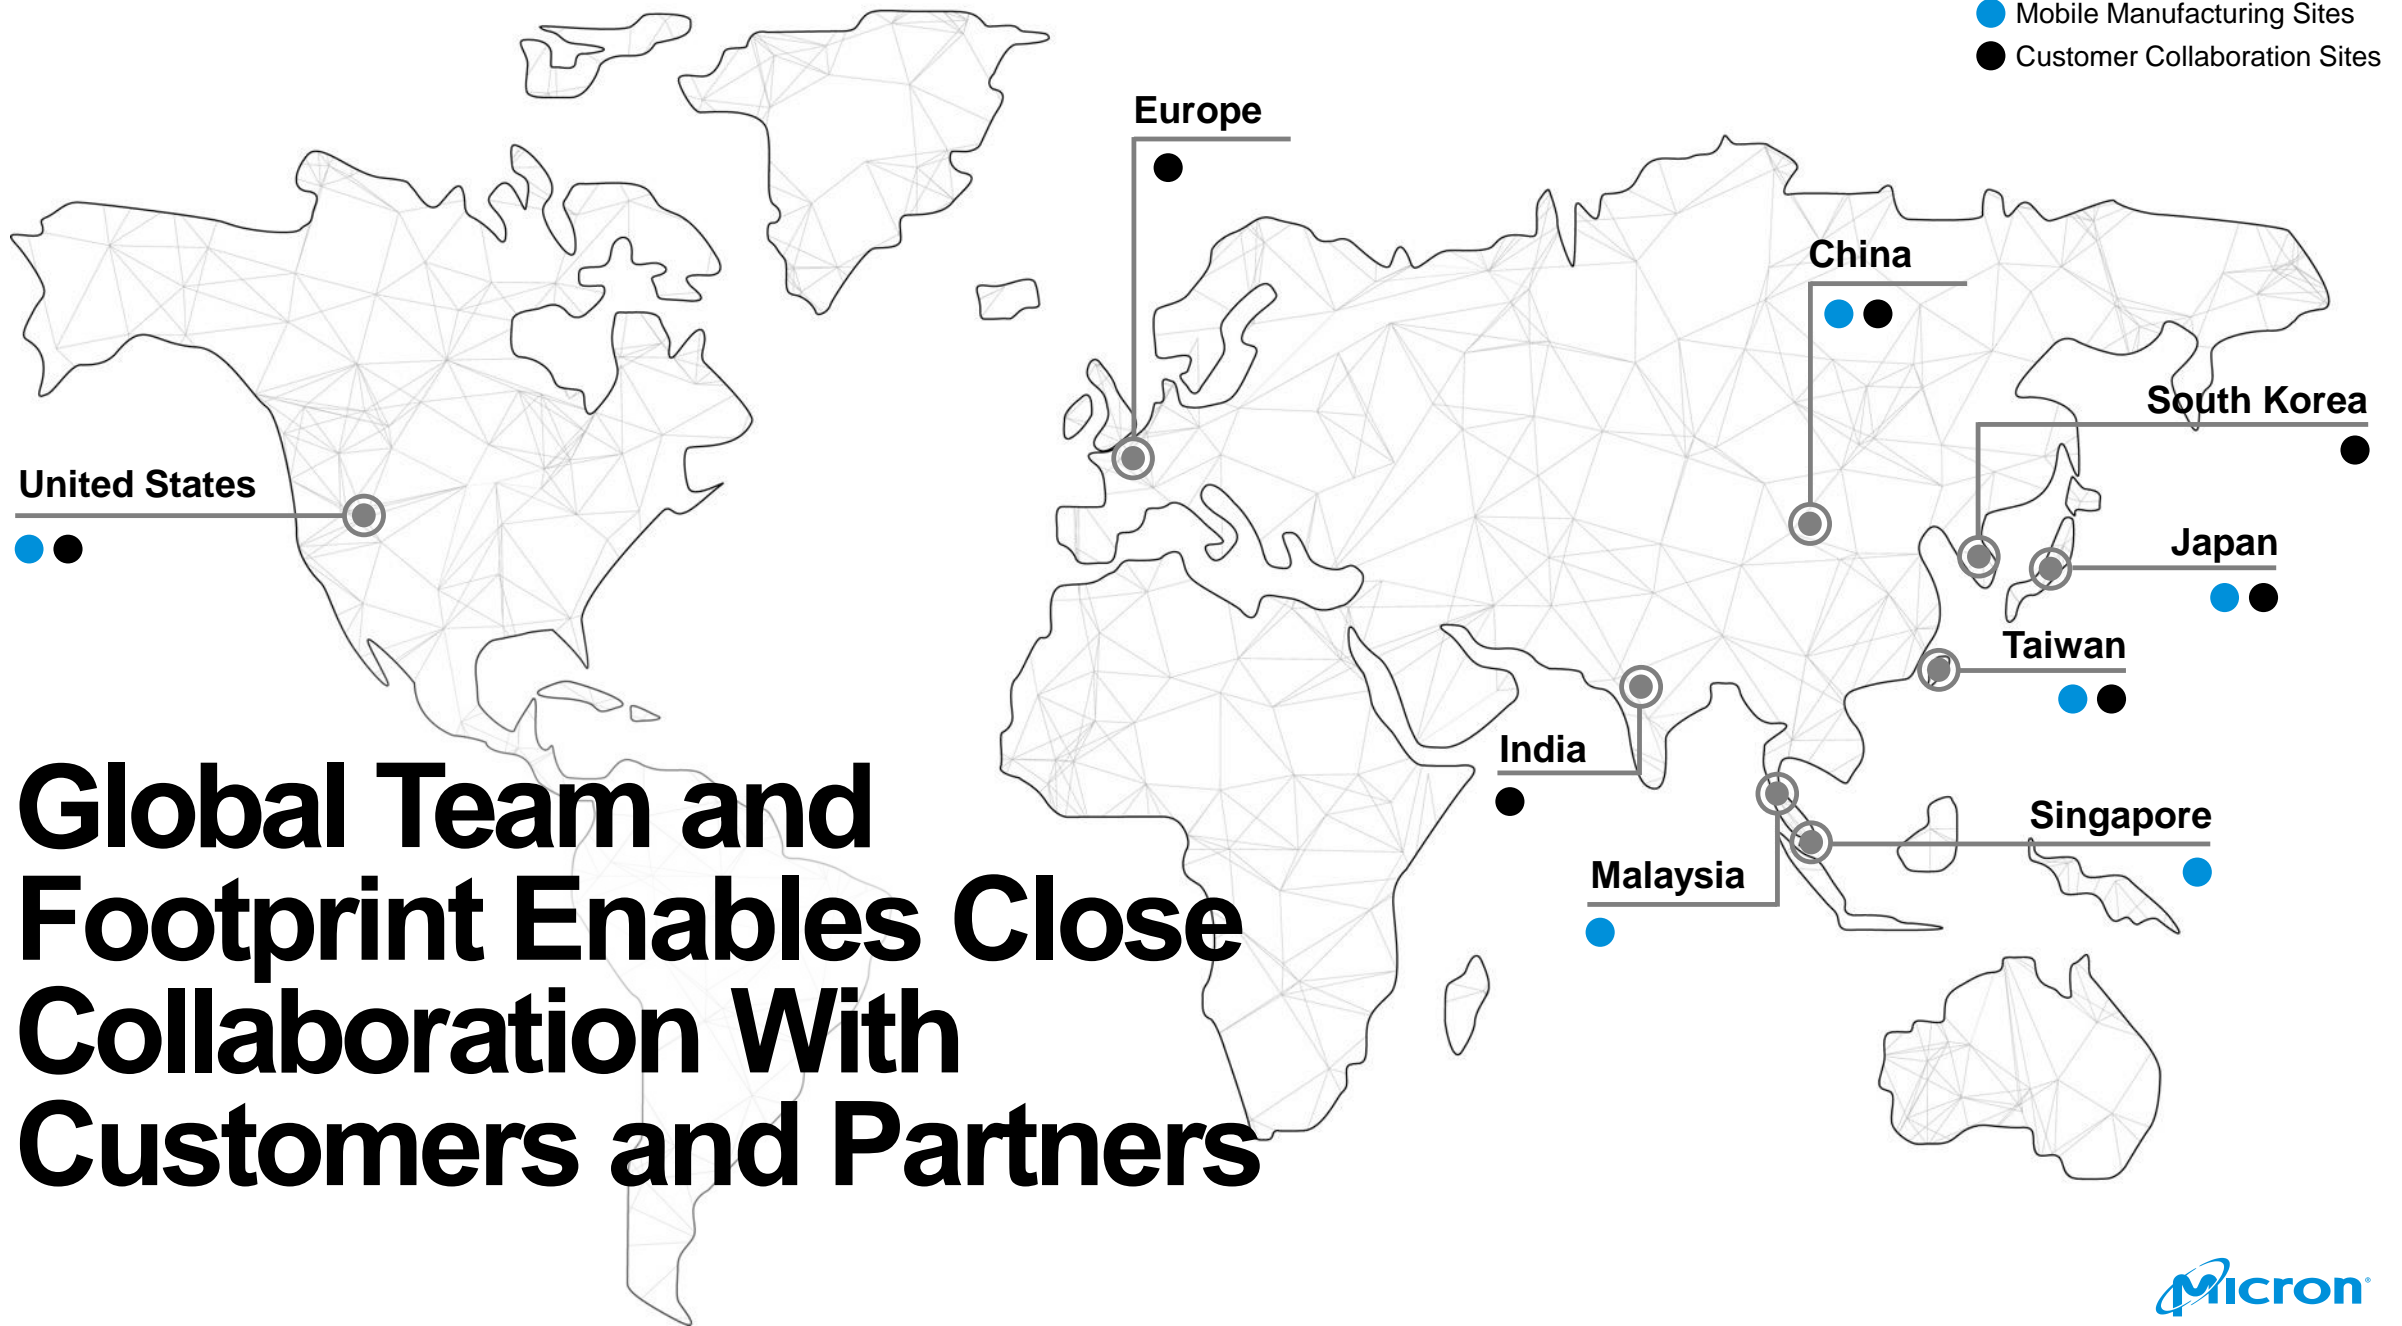 Mobile Manufacturing Sites
Customer Collaboration Sites
Europe
China
South Korea
United States
Japan
Taiwan
India
Singapore
Malaysia
Global Team and
Footprint Enables Close
Collaboration With
Customers and Partners
Micron®